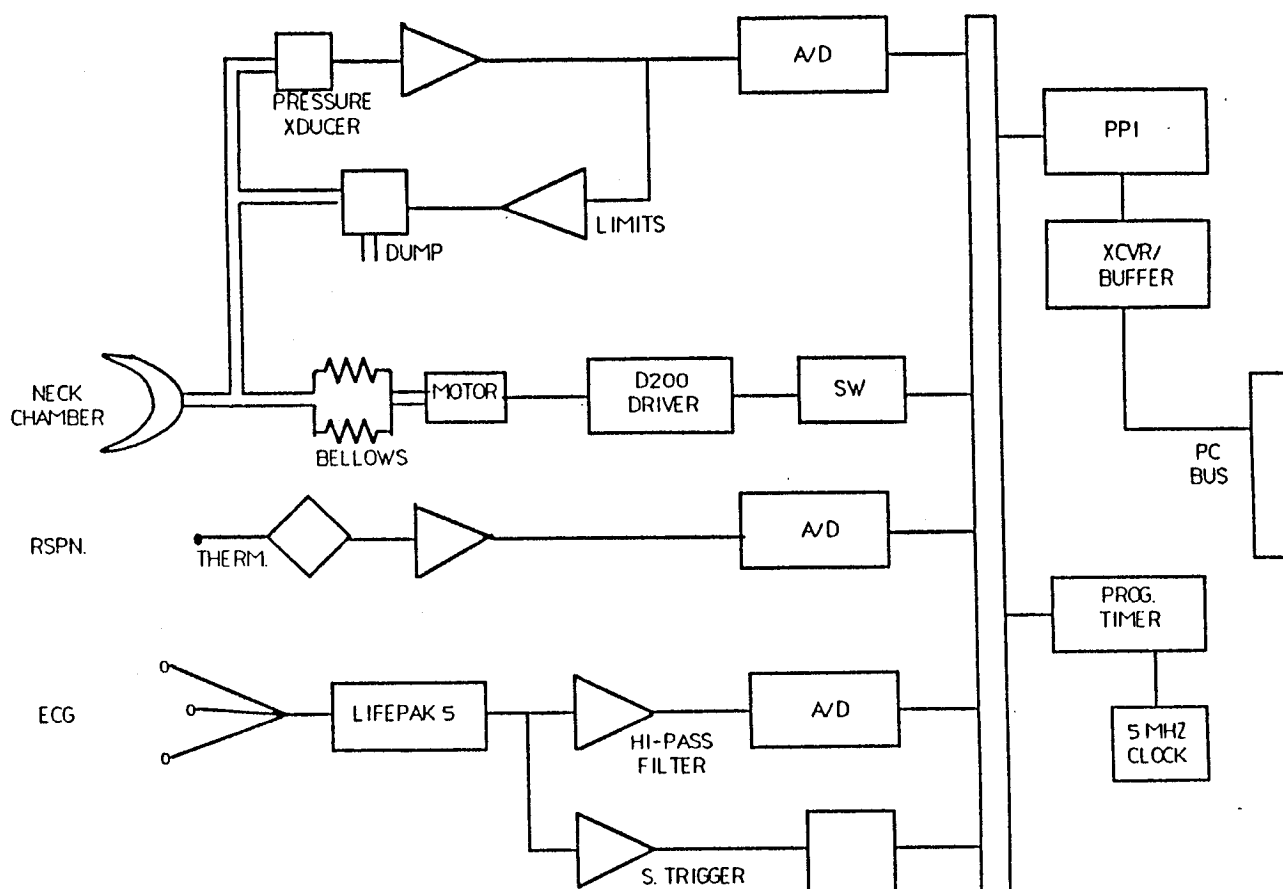 A/D
PRESSURE
XDUCER
PPI
LIMITS
DUMP
XCVR/
BUFFER
NECK
CHAMBER
MOTOR
D200
DRIVER
SW
BELLOWS
PC
BUS
RSPN.
THERM.
A/D
PROG.
TIMER
ECG
LIFEPAK 5
HI-PASS
FILTER
A/D
5 MHZ
CLOCK
S. TRIGGER